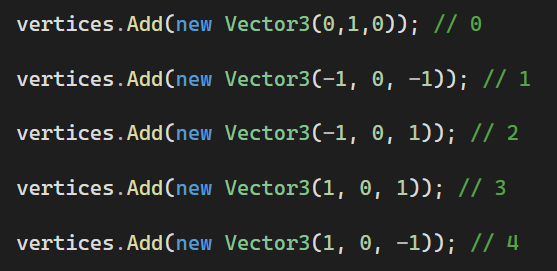 vertices.Add(new Vector3(0,1,0)); // 0
vertices.Add(new Vector3(-1, 0, -1)); // 1
vertices.Add(new Vector3(-1, 0, 1)); // 2
vertices.Add(new Vector3(1, 0, 1)); // 3
vertices.Add(new Vector3(1, 0, -1)); // 4